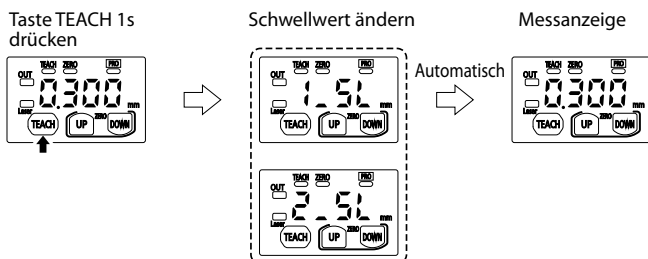 Taste TEACH 1s
drücken
TEACH ZERO PRO
OUT
0.300
mm
Laser
TEACH UP ZERO DOWN
Schwellwert ändern
TEACH ZERO PRO
OUT
1_SL
mm
Laser
TEACH UP ZERO DOWN
TEACH ZERO PRO
OUT
2_SL
mm
Laser
TEACH UP ZERO DOWN
Automatisch
Messanzeige
TEACH ZERO PRO
OUT
0.300
mm
Laser
TEACH UP ZERO DOWN